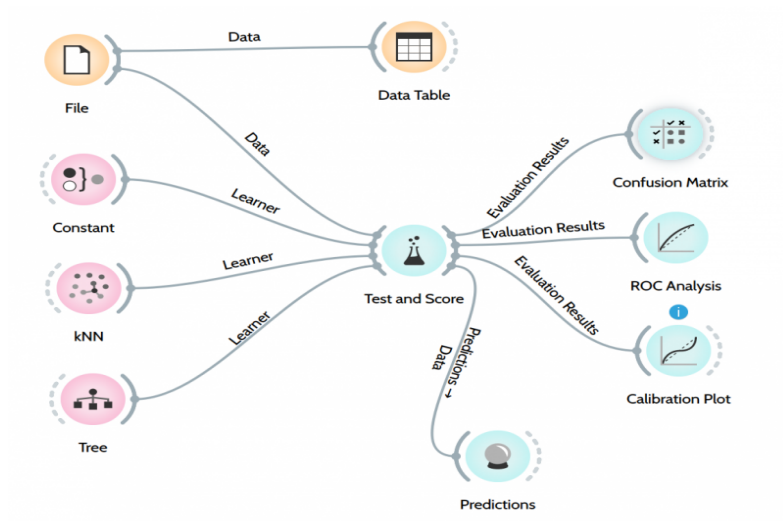 Data
File
Data Table
Data
Constant
Learner
kNN
Learner
Tree
Learner
Test and Score
Evaluation Results
Confusion Matrix
Evaluation Results
ROC Analysis
i
Evaluation Results
Calibration Plot
Predictions →
Data
Predictions